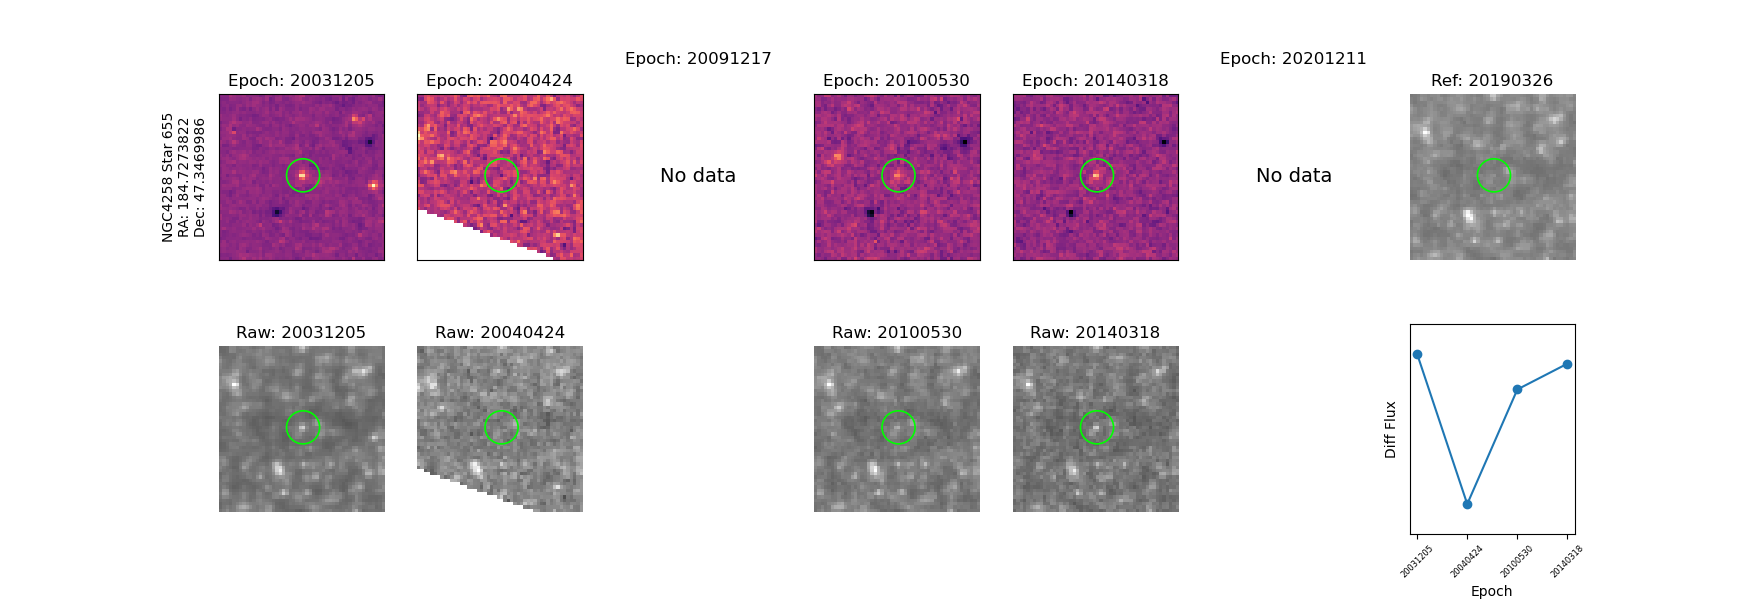 Epoch: 20091217
Epoch: 20201211
Epoch: 20031205
Epoch: 20040424
Epoch: 20100530
Epoch: 20140318
Ref: 20190326
NGC4258 Star 655
RA: 184.7273822
Dec: 47.3469986
No data
No data
Raw: 20031205
Raw: 20040424
Raw: 20100530
Raw: 20140318
Diff Flux
20031205
20040424
20100530
20140318
Epoch